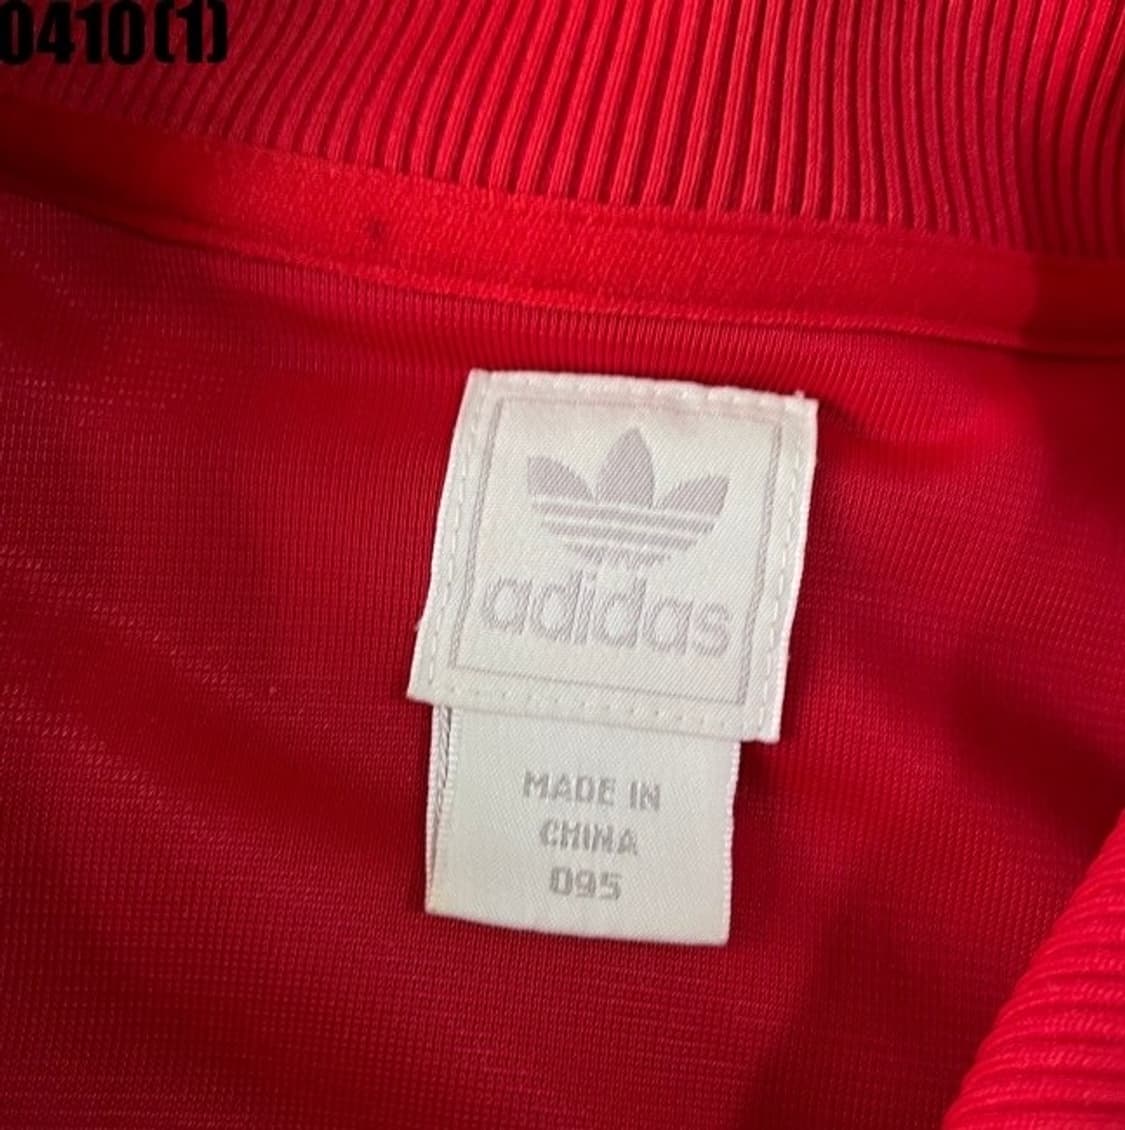 0410(1)
adidas
MADE IN
CHINA
095